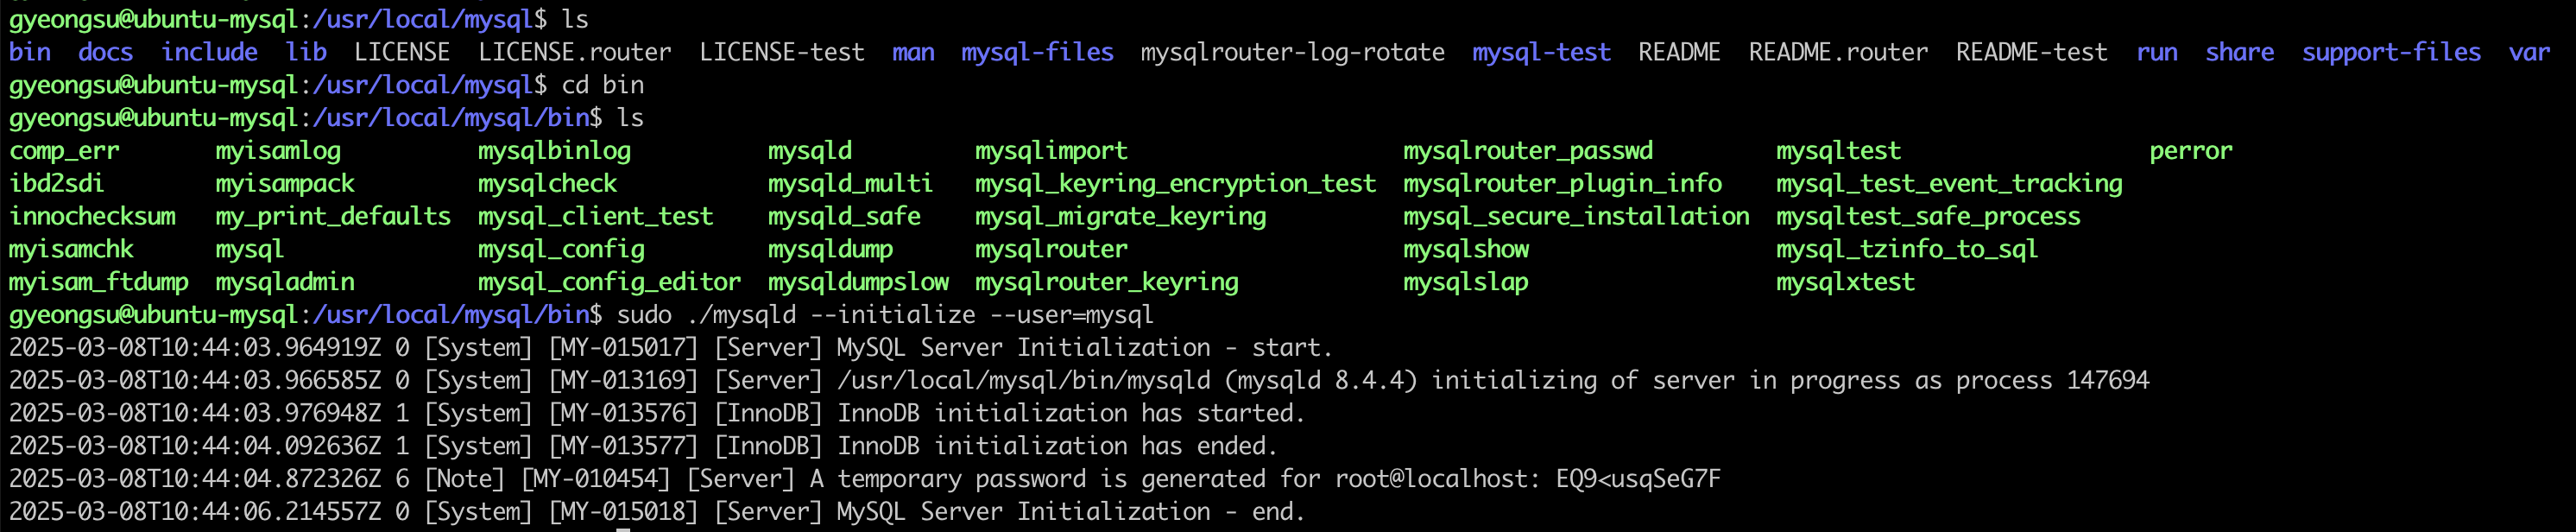 gyeongsu@ubuntu-mysql:/usr/local/mysql$ ls
bin  docs  include  lib  LICENSE  LICENSE.router  LICENSE-test  man  mysql-files  mysqlrouter-log-rotate  mysql-test  README  README.router  README-test  run  share  support-files  var
gyeongsu@ubuntu-mysql:/usr/local/mysql$ cd bin
gyeongsu@ubuntu-mysql:/usr/local/mysql/bin$ ls
comp_err       myisamlog          mysqlbinlog         mysqld         mysqlimport                    mysqlrouter_passwd         mysqltest                  perror
ibd2sdi        myisampack         mysqlcheck          mysqld_multi   mysql_keyring_encryption_test  mysqlrouter_plugin_info    mysql_test_event_tracking
innochecksum   my_print_defaults  mysql_client_test   mysqld_safe    mysql_migrate_keyring          mysql_secure_installation  mysqltest_safe_process
myisamchk      mysql              mysql_config        mysqldump      mysqlrouter                    mysqlshow                  mysql_tzinfo_to_sql
myisam_ftdump  mysqladmin         mysql_config_editor  mysqldumpslow  mysqlrouter_keyring            mysqlslap                  mysqlxtest
gyeongsu@ubuntu-mysql:/usr/local/mysql/bin$ sudo ./mysqld --initialize --user=mysql
2025-03-08T10:44:03.964919Z 0 [System] [MY-015017] [Server] MySQL Server Initialization - start.
2025-03-08T10:44:03.966585Z 0 [System] [MY-013169] [Server] /usr/local/mysql/bin/mysqld (mysqld 8.4.4) initializing of server in progress as process 147694
2025-03-08T10:44:03.976948Z 1 [System] [MY-013576] [InnoDB] InnoDB initialization has started.
2025-03-08T10:44:04.092636Z 1 [System] [MY-013577] [InnoDB] InnoDB initialization has ended.
2025-03-08T10:44:04.872326Z 6 [Note] [MY-010454] [Server] A temporary password is generated for root@localhost: EQ9<usqSeG7F
2025-03-08T10:44:06.214557Z 0 [System] [MY-015018] [Server] MySQL Server Initialization - end.